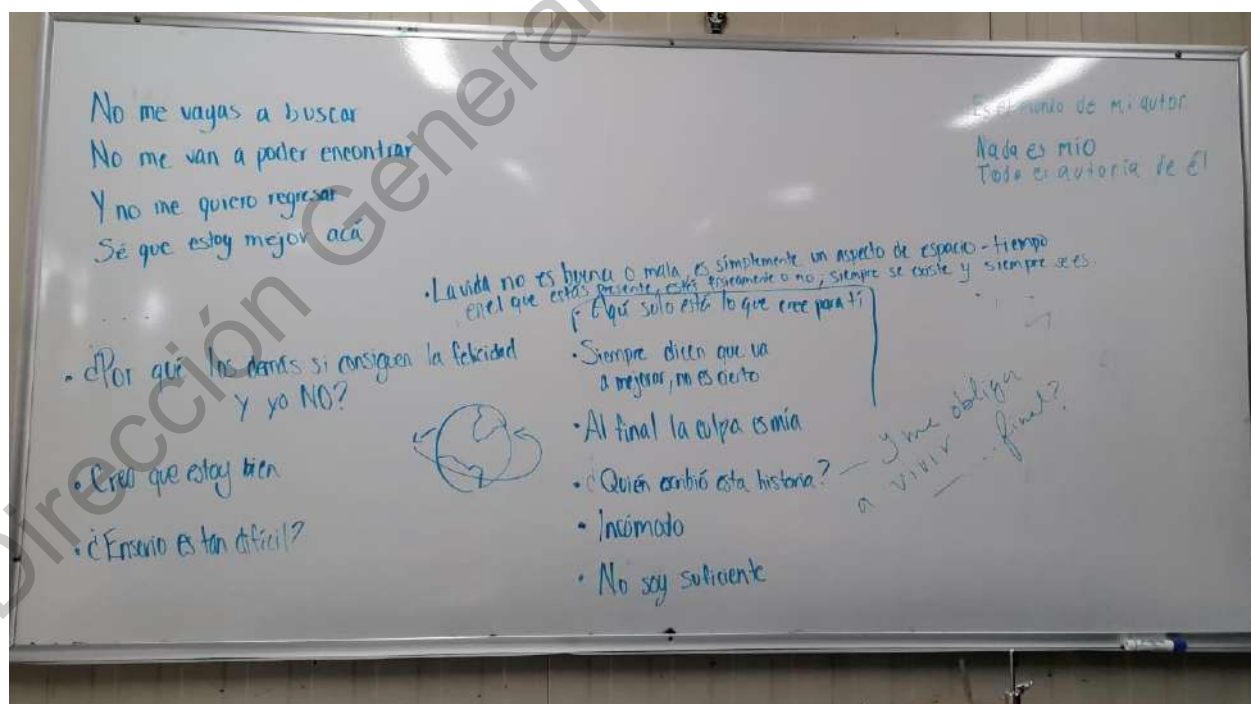 No me vayas a buscar
No me van a poder encontrar
Y no me quiero regresar
Sé que estoy mejor acá
....
• ¿Por qué los demás si consiguen la felicidad
y yo NO?
• Creo que estoy bien
• ¿Enserio es tan difícil?
• La vida no es buena o mala, es simplemente un aspecto de espacio-tiempo
en el que estás presente, estés físicamente o no, siempre se existe y siempre se es.
Aquí solo está lo que cree para ti
• Siempre dicen que va
a mejorar, no es cierto
• Al final la culpa es mía
• ¿Quién escribió esta historia? — y me obliga
a vivir
final?
• Incómodo
• No soy suficiente
Es el de mi autor
Nada es mío
Todo es autoría de él
Dirección General